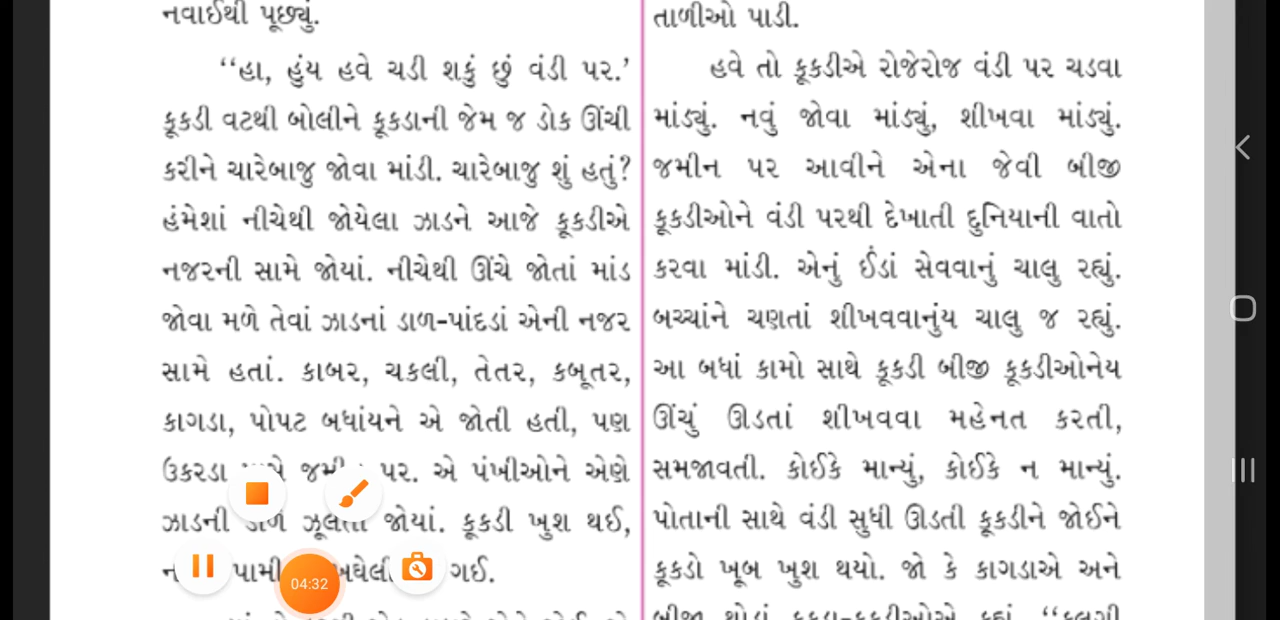 નવાઈથી પૂછ્યું.
‘‘હા, હુંય હવે ચડી શકું છું વંડી પર.’
કૂકડી વટથી બોલીને કૂકડાની જેમ જ ડોક ઊંચી
કરીને ચારેબાજુ જોવા માંડી. ચારેબાજુ શું હતું?
હંમેશાં નીચેથી જોયેલા ઝાડને આજે કૂકડીએ
નજરની સામે જોયાં. નીચેથી ઊંચે જોતાં માંડ
જોવા મળે તેવાં ઝાડનાં ડાળ-પાંદડાં એની નજર
સામે હતાં. કાબર, ચકલી, તેતર, કબૂતર,
કાગડા, પોપટ બધાંયને એ જોતી હતી, પણ
ઉકરડા પર. એ પંખીઓને એણે
ઝાડની ઝૂલતાં જોયાં. કૂકડી ખુશ થઈ,
પામી ગઈ.
તાળીઓ પાડી.
હવે તો કૂકડીએ રોજેરોજ વંડી પર ચડવા
માંડ્યું. નવું જોવા માંડ્યું, શીખવા માંડ્યું.
જમીન પર આવીને એના જેવી બીજી
કૂકડીઓને વંડી પરથી દેખાતી દુનિયાની વાતો
કરવા માંડી. એનું ઈંડાં સેવવાનું ચાલુ રહ્યું.
બચ્ચાંને ચણતાં શીખવવાનુંય ચાલુ જ રહ્યું.
આ બધાં કામો સાથે કૂકડી બીજી કૂકડીઓનેય
ઊંચું ઊડતાં શીખવવા મહેનત કરતી,
સમજાવતી. કોઈકે માન્યું, કોઈકે ન માન્યું.
પોતાની સાથે વંડી સુધી ઊડતી કૂકડીને જોઈને
કૂકડો ખૂબ ખુશ થયો. જો કે કાગડાએ અને
04:32